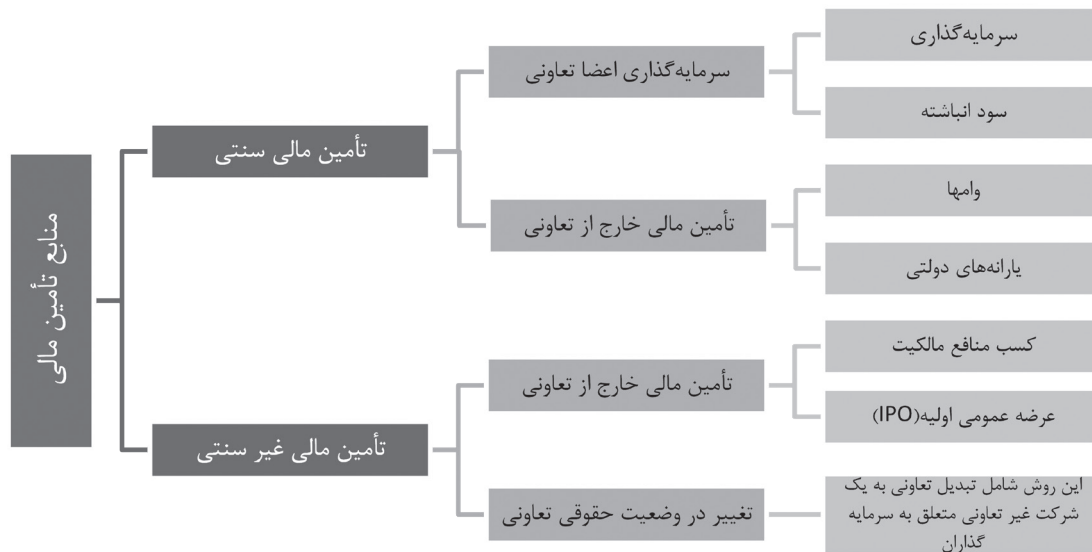 منابع تأمین مالی
تأمین مالی سنتی
سرمایه‌گذاری اعضا تعاونی
سرمایه‌گذاری
سود انباشته
تأمین مالی خارج از تعاونی
وامها
یارانه‌های دولتی
تأمین مالی غیر سنتی
تأمین مالی خارج از تعاونی
کسب منافع مالکیت
عرضه عمومی اولیه(IPO)
تغییر در وضعیت حقوقی تعاونی
این روش شامل تبدیل تعاونی به یک
شرکت غیر تعاونی متعلق به سرمایه
گذاران